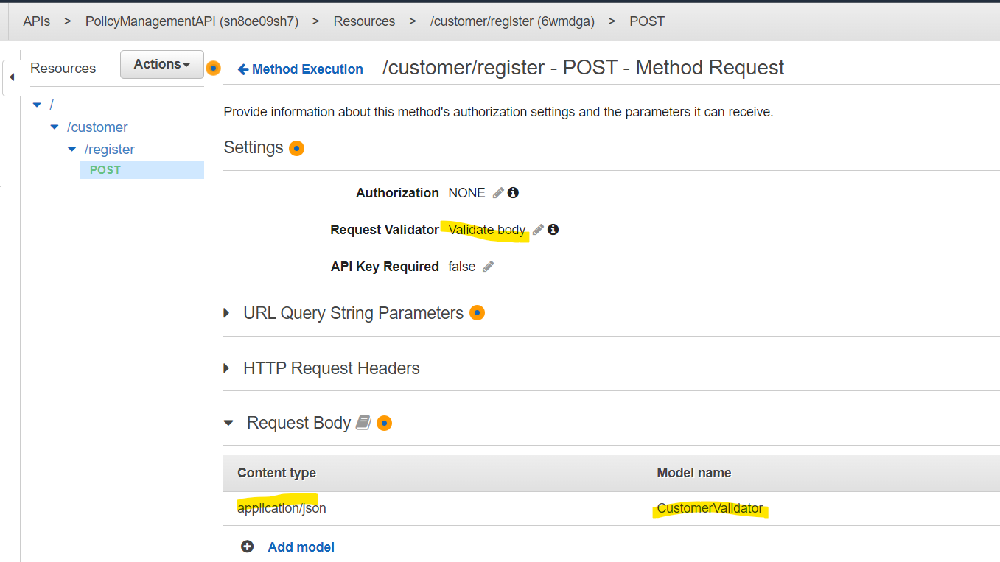 APIs > PolicyManagementAPI (sn8oe09sh7) > Resources > /customer/register (6wmdga) > POST
Resources
Actions
/
/customer
/register
POST
Method Execution
/customer/register - POST - Method Request
Provide information about this method's authorization settings and the parameters it can receive.
Settings
Authorization NONE
Request Validator Validate body
API Key Required false
URL Query String Parameters
HTTP Request Headers
Request Body
Content type Model name
application/json CustomerValidator
Add model